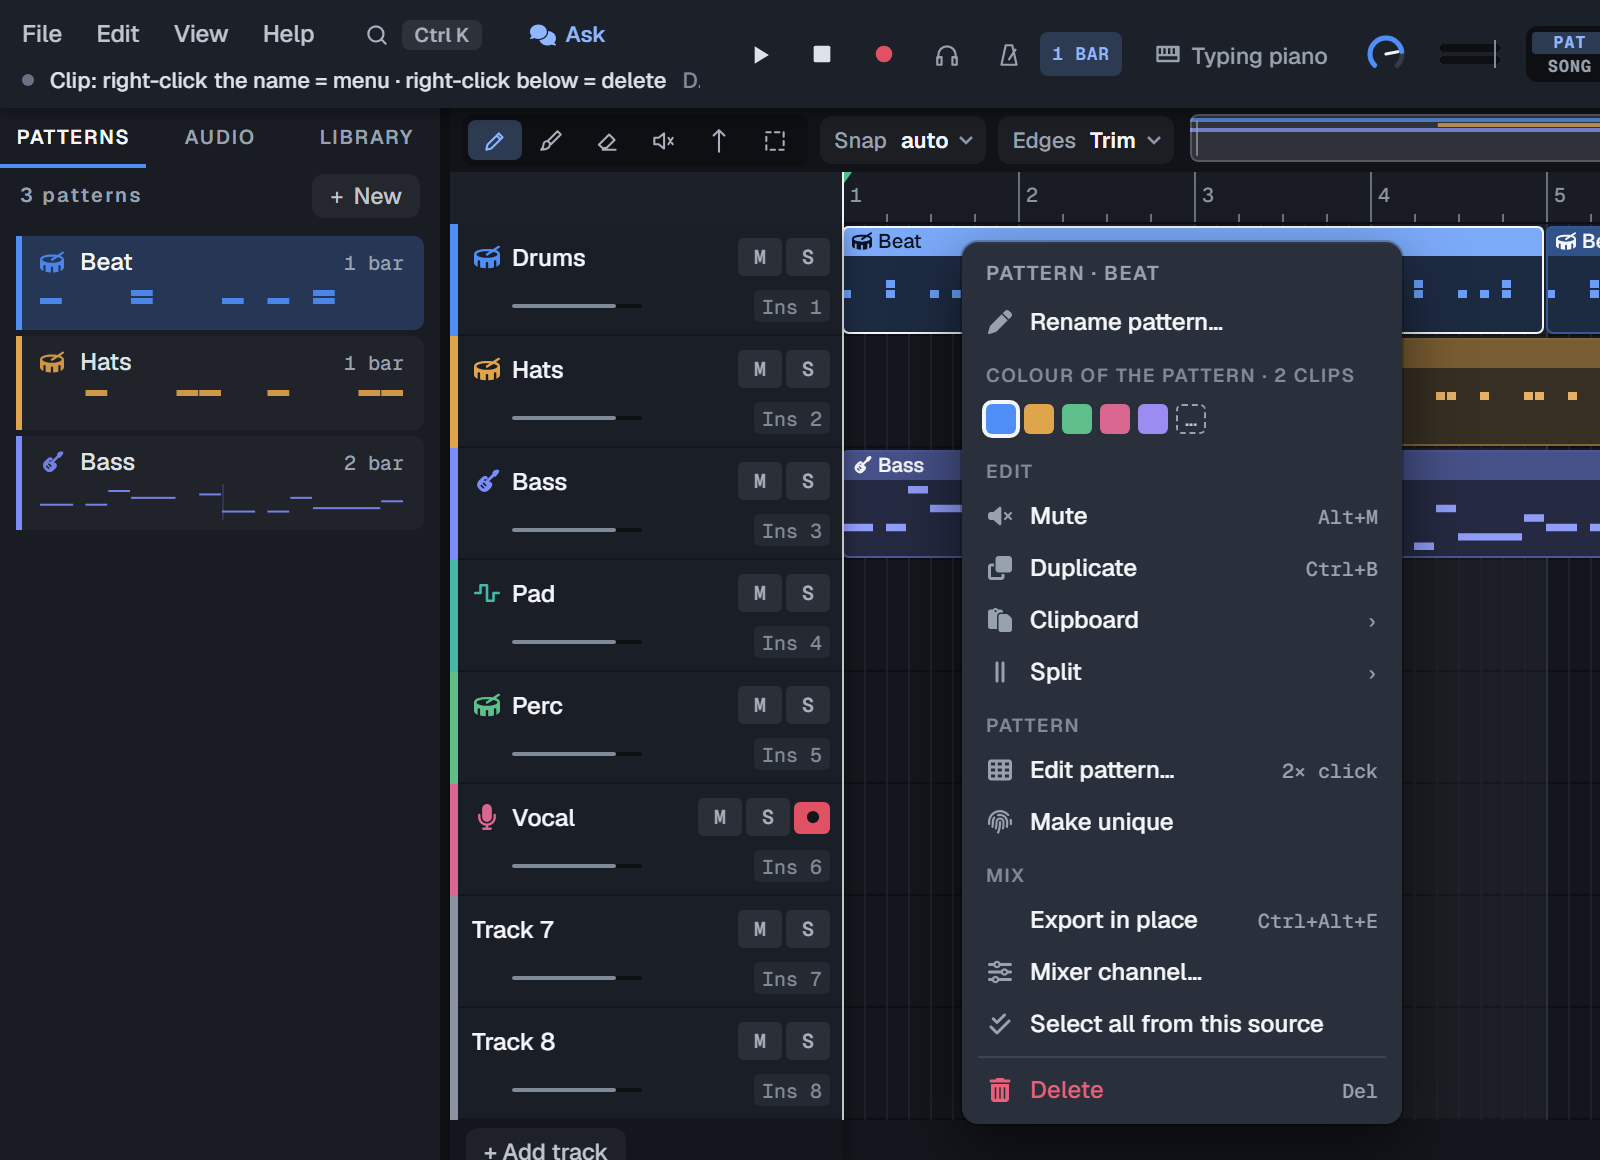 File Edit View Help Ctrl K Ask
1 BAR Typing piano PAT
SONG
Clip: right-click the name = menu · right-click below = delete D.
PATTERNS AUDIO LIBRARY
Snap auto Edges Trim
3 patterns + New
1 2 3 4 5
Beat 1 bar
Hats 1 bar
Bass 2 bar
Drums M S
Ins 1
Hats M S
Ins 2
Bass M S
Ins 3
Pad M S
Ins 4
Perc M S
Ins 5
Vocal M S
Ins 6
Track 7 M S
Ins 7
Track 8 M S
Ins 8
+ Add track
Beat
Be
Bass
PATTERN · BEAT
Rename pattern...
COLOUR OF THE PATTERN · 2 CLIPS
...
EDIT
Mute Alt+M
Duplicate Ctrl+B
Clipboard ›
Split ›
PATTERN
Edit pattern... 2× click
Make unique
MIX
Export in place Ctrl+Alt+E
Mixer channel...
Select all from this source
Delete Del